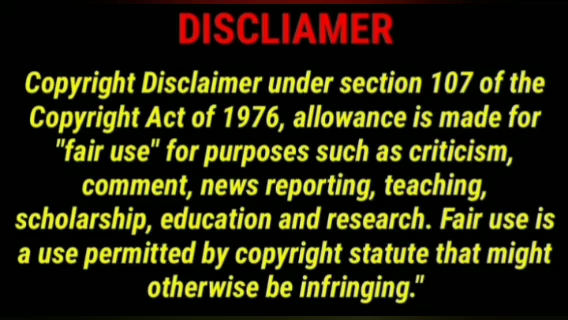 DISCLIAMER
Copyright Disclaimer under section 107 of the
Copyright Act of 1976, allowance is made for
"fair use" for purposes such as criticism,
comment, news reporting, teaching,
scholarship, education and research. Fair use is
a use permitted by copyright statute that might
otherwise be infringing."